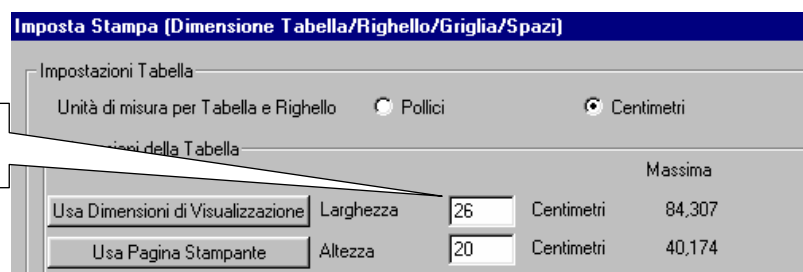 Imposta Stampa (Dimensione Tabella/Righello/Griglia/Spazi)
Impostazioni Tabella
Unità di misura per Tabella e Righello Pollici Centimetri
della Tabella
Massima
Usa Dimensioni di Visualizzazione Larghezza 26 Centimetri 84,307
Usa Pagina Stampante Altezza 20 Centimetri 40,174